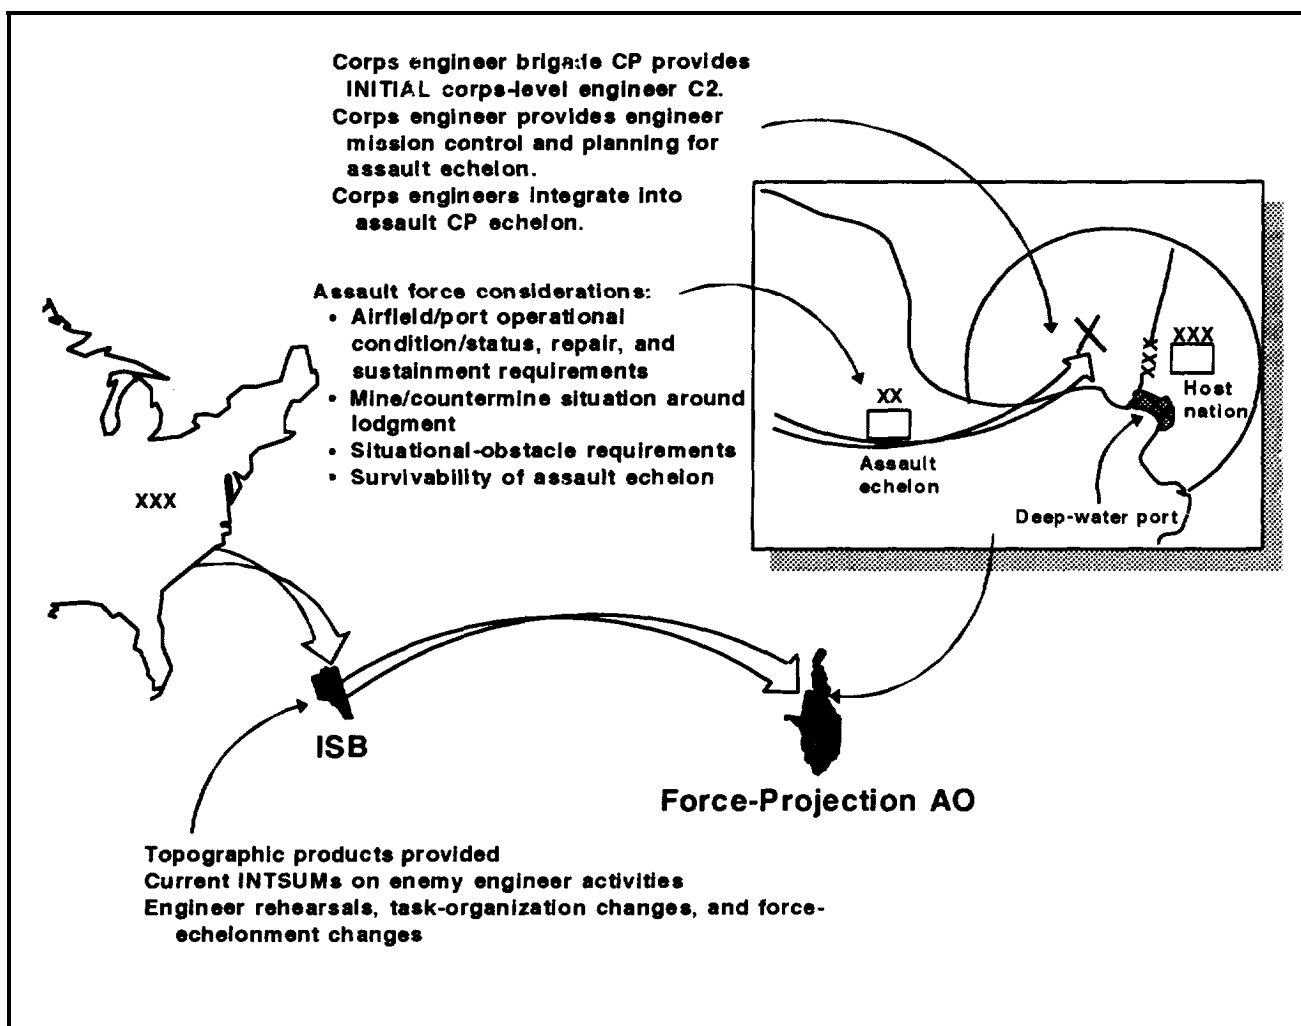 Corps engineer brigade CP provides
INITIAL corps-level engineer C2.
Corps engineer provides engineer
mission control and planning for
assault echelon.
Corps engineers integrate into
assault CP echelon.
Assault force considerations:
• Airfield/port operational
condition/status, repair, and
sustainment requirements
• Mine/countermine situation around
lodgment
• Situational-obstacle requirements
• Survivability of assault echelon
XX
Assault
echelon
XXX
XXX
Host
nation
Deep-water port
XXX
ISB
Force-Projection AO
Topographic products provided
Current INTSUMs on enemy engineer activities
Engineer rehearsals, task-organization changes, and force-
echelonment changes